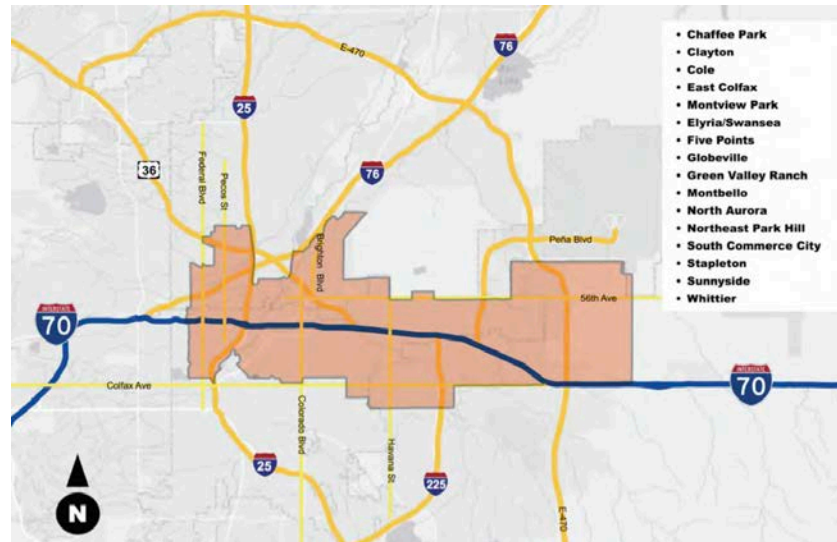 • Chaffee Park
• Clayton
• Cole
• East Colfax
• Montview Park
• Elyria/Swansea
• Five Points
• Globeville
• Green Valley Ranch
• Montbello
• North Aurora
• Northeast Park Hill
• South Commerce City
• Stapleton
• Sunnyside
• Whittier
E-470
76
25
36
Federal Blvd
Pecos St
76
Brighton Blvd
Peña Blvd
56th Ave
INTERSTATE
70
Colfax Ave
INTERSTATE
70
Colorado Blvd
Havana St
25
225
E-470
N